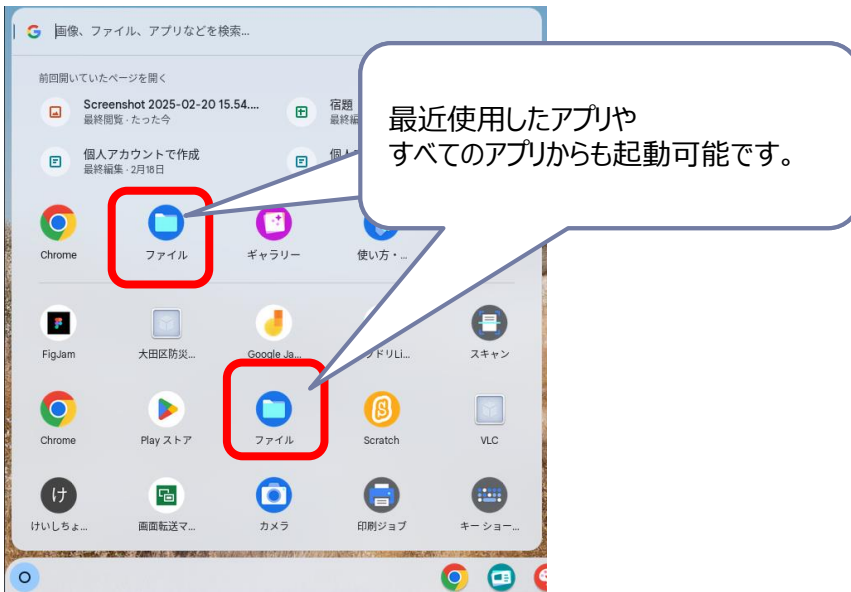 画像、ファイル、アプリなどを検索...
前回開いていたページを開く
Screenshot 2025-02-20 15.54....
最終閲覧・たった今
宿題
個人アカウントで作成
最終編集・2月18日
最近使用したアプリや
すべてのアプリからも起動可能です。
Chrome
ファイル
ギャラリー
使い方・...
FigJam
大田区防災...
Google Ja...
スキャン
Chrome
Play ストア
ファイル
Scratch
VLC
け
けいしちょ...
画面転送マ...
カメラ
印刷ジョブ
キー ショー...